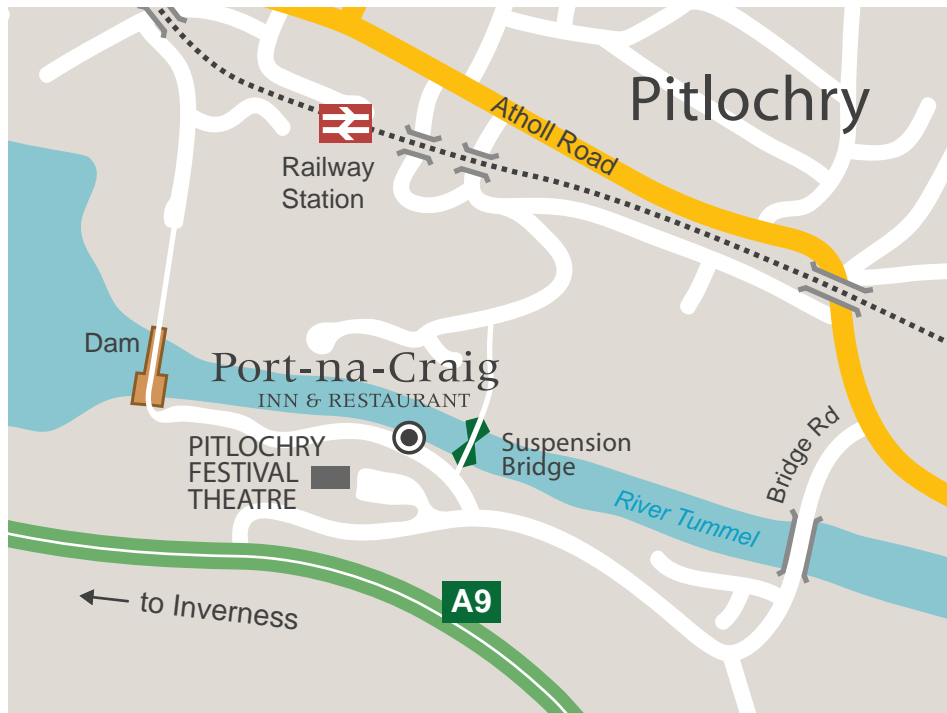 Pitlochry
Atholl Road
Railway
Station
Dam
Port-na-Craig
INN & RESTAURANT
PITLOCHRY
FESTIVAL
THEATRE
Suspension
Bridge
Bridge Rd
River Tummel
A9
to Inverness